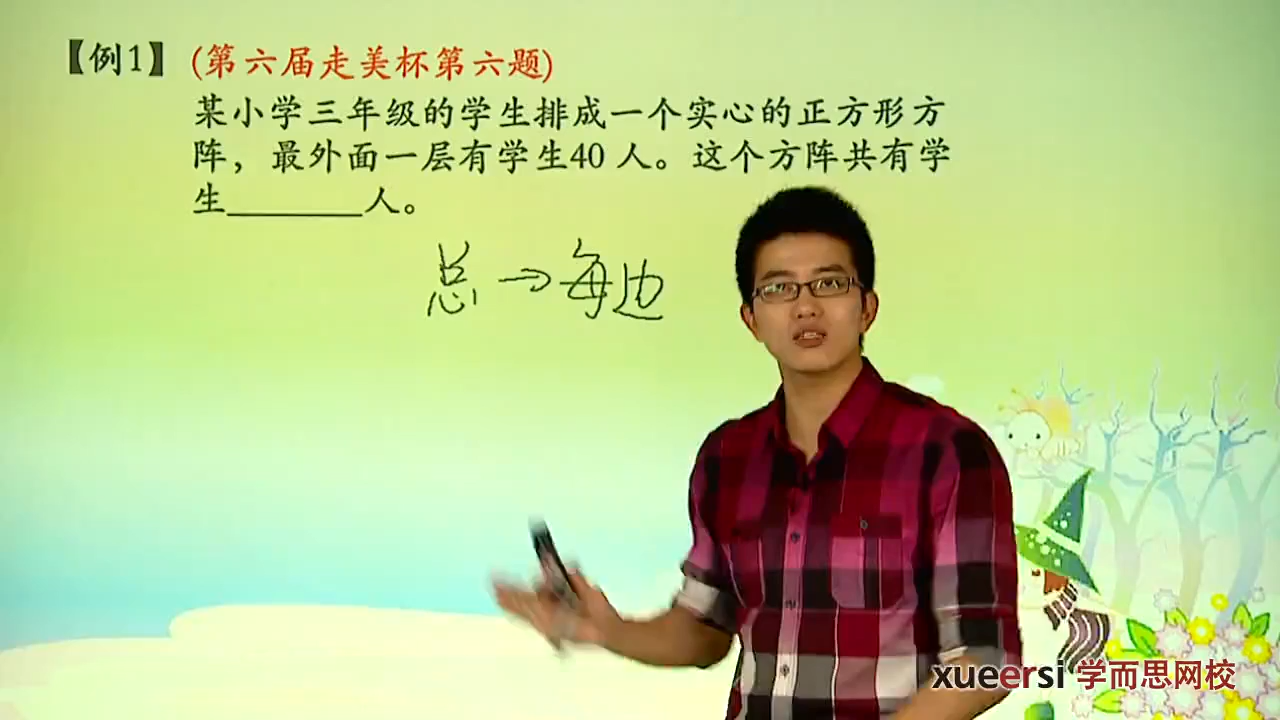 【例1】(第六届走美杯第六题)
某小学三年级的学生排成一个实心的正方形方
阵，最外面一层有学生40 人。这个方阵共有学
生_______人。
总→每边
xueersi 学而思网校